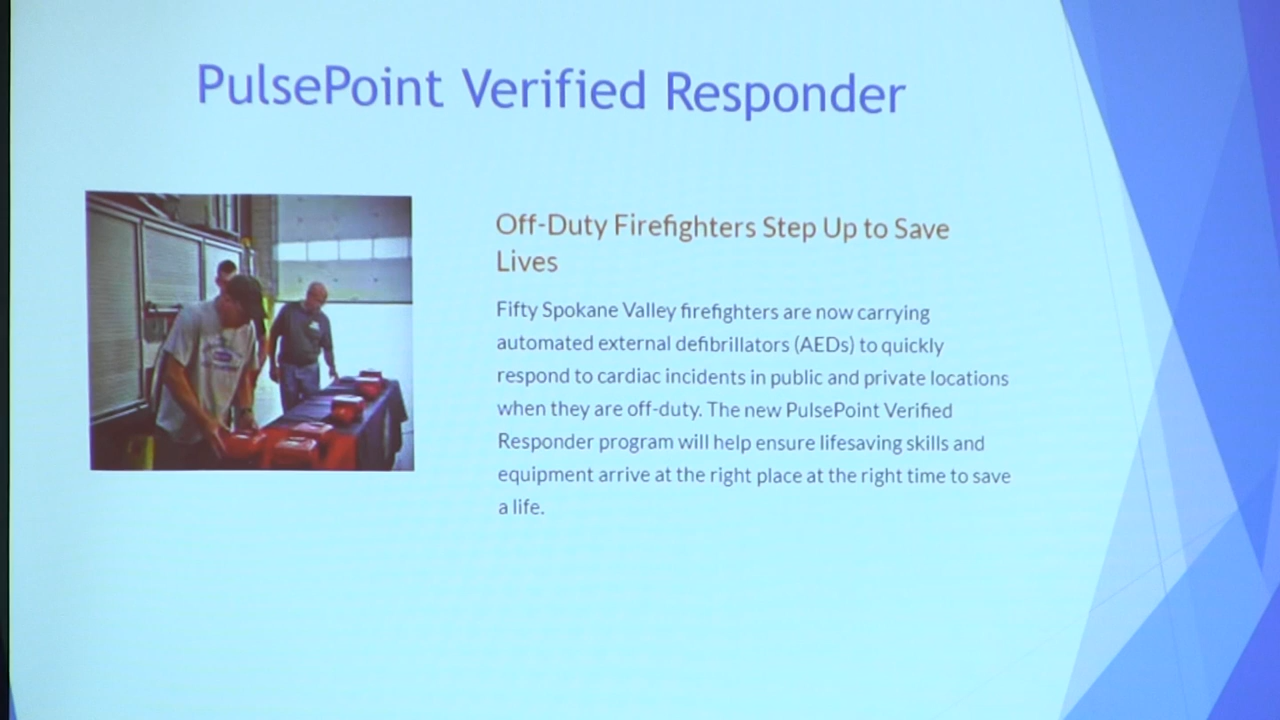 PulsePoint Verified Responder
Off-Duty Firefighters Step Up to Save
Lives
Fifty Spokane Valley firefighters are now carrying
automated external defibrillators (AEDs) to quickly
respond to cardiac incidents in public and private locations
when they are off-duty. The new PulsePoint Verified
Responder program will help ensure lifesaving skills and
equipment arrive at the right place at the right time to save
a life.